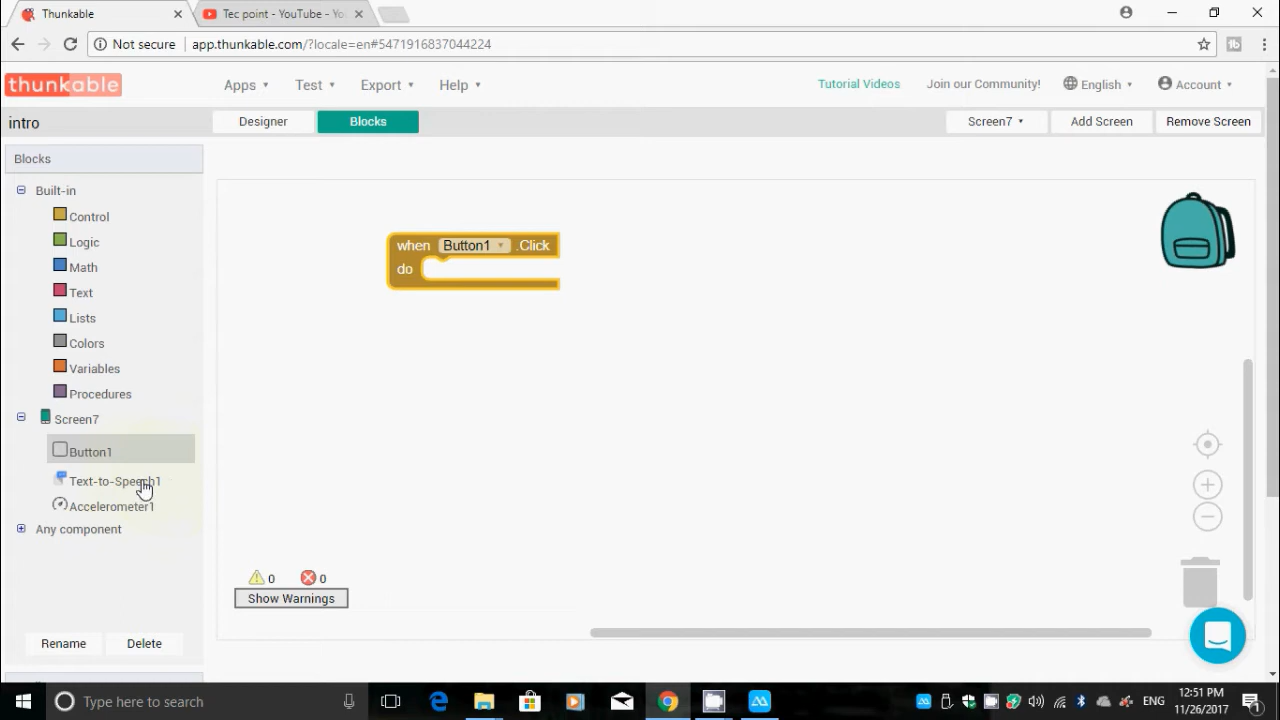 Thunkable
Tec point - YouTube - Yo
Not secure
app.thunkable.com/?locale=en#5471916837044224
thunkable
Apps
Test
Export
Help
Tutorial Videos
Join our Community!
English
Account
intro
Designer
Blocks
Screen7
Add Screen
Remove Screen
Blocks
Built-in
Control
Logic
Math
Text
Lists
Colors
Variables
Procedures
Screen7
Button1
Text-to-Speech1
Accelerometer1
Any component
Rename
Delete
when Button1 .Click
do
0 0
Show Warnings
Type here to search
ENG
12:51 PM
11/26/2017
1